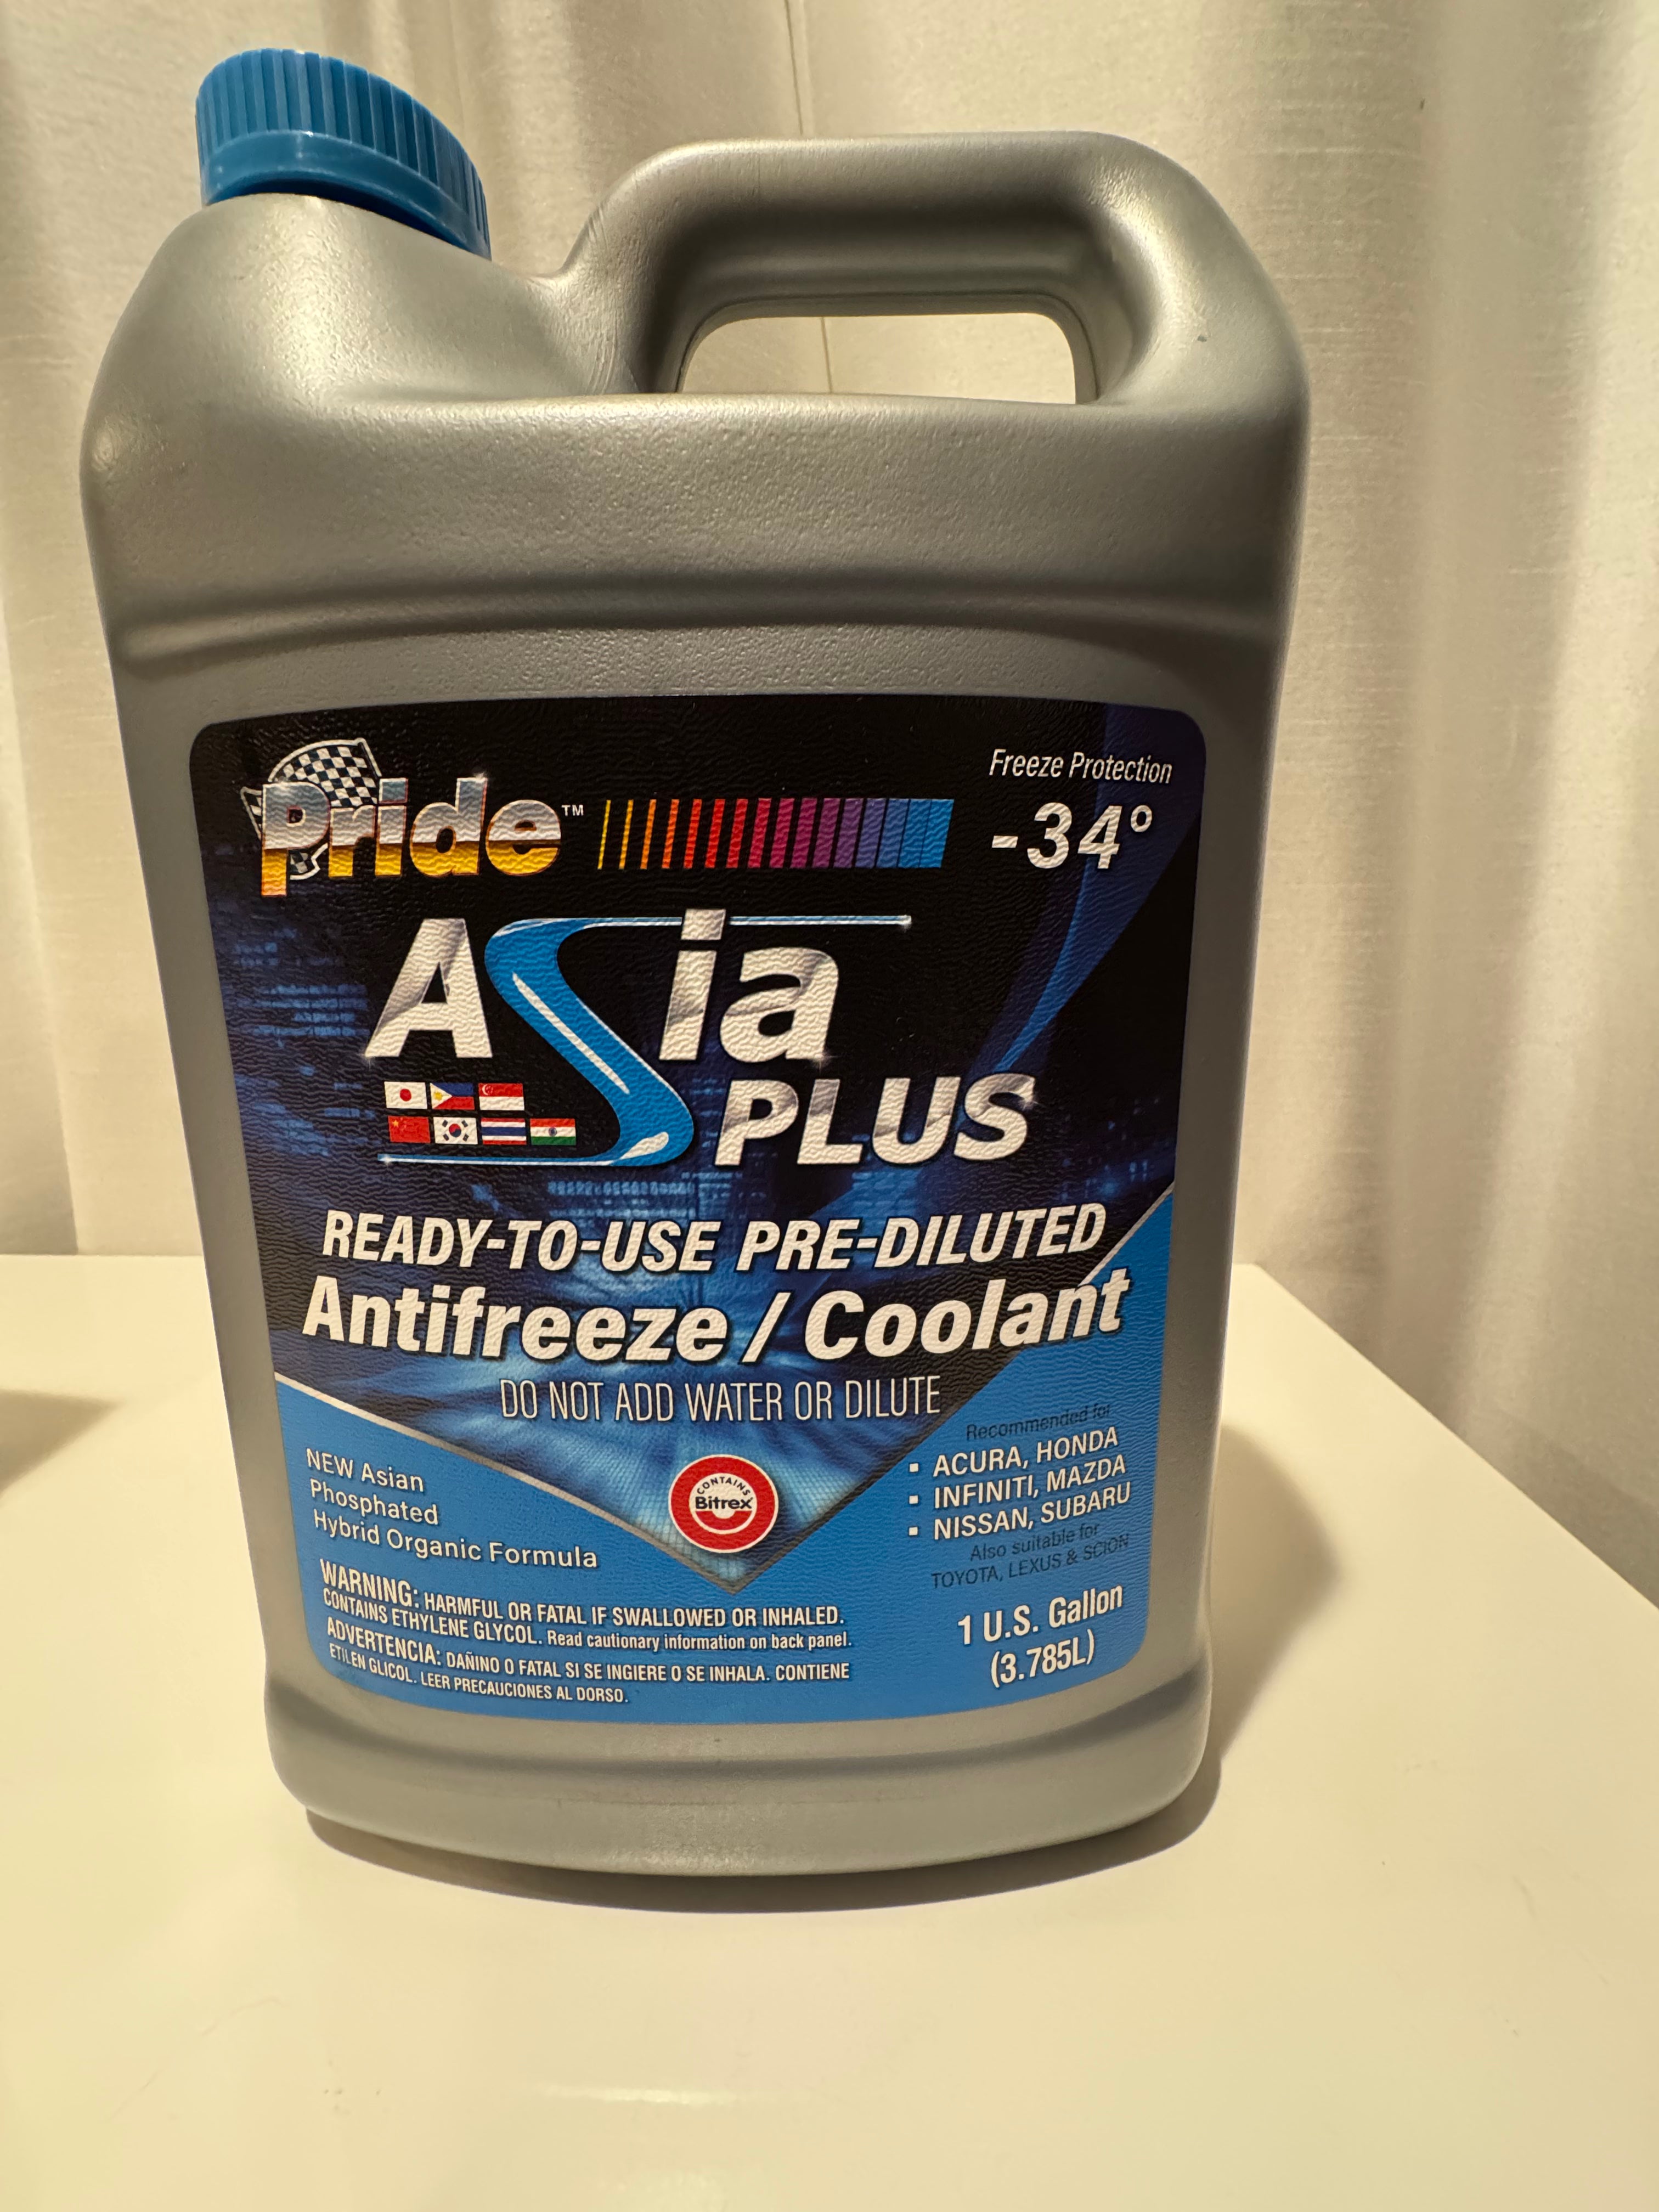 Pride™
Freeze Protection
-34°
Asia
PLUS
READY-TO-USE PRE-DILUTED
Antifreeze / Coolant
DO NOT ADD WATER OR DILUTE
NEW Asian
Phosphated
Hybrid Organic Formula
CONTAINS
Bitrex
Recommended for
▪ ACURA, HONDA
▪ INFINITI, MAZDA
▪ NISSAN, SUBARU
Also suitable for
TOYOTA, LEXUS & SCION
WARNING: HARMFUL OR FATAL IF SWALLOWED OR INHALED.
CONTAINS ETHYLENE GLYCOL. Read cautionary information on back panel.
ADVERTENCIA: DAÑINO O FATAL SI SE INGIERE O SE INHALA. CONTIENE
ETILEN GLICOL. LEER PRECAUCIONES AL DORSO.
1 U.S. Gallon
(3.785L)